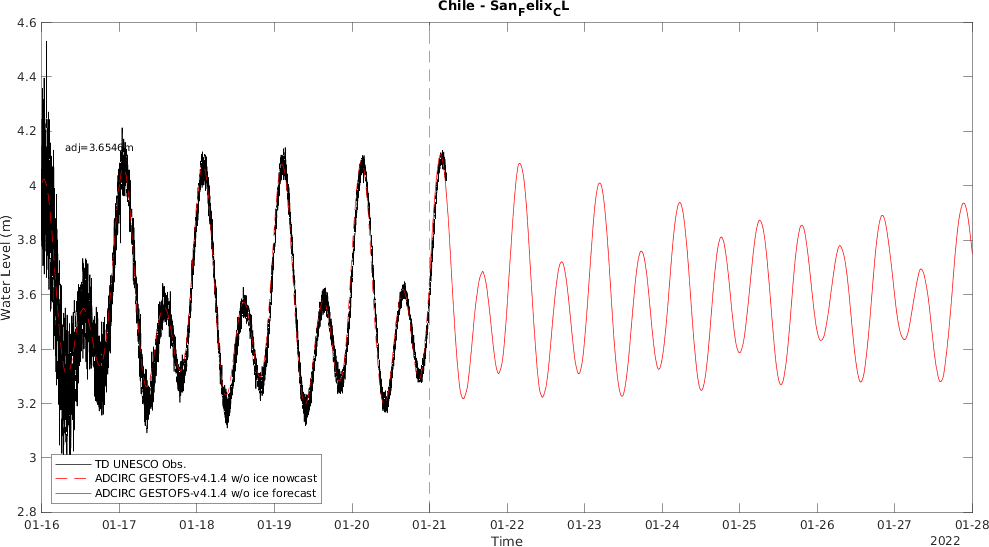 Chile - SanFelixCL
4.6
4.4
4.2
4
3.8
3.6
3.4
3.2
3
2.8
Water Level (m)
adj=3.6546m
TD UNESCO Obs.
ADCIRC GESTOFS-v4.1.4 w/o ice nowcast
ADCIRC GESTOFS-v4.1.4 w/o ice forecast
01-16 01-17 01-18 01-19 01-20 01-21 01-22 01-23 01-24 01-25 01-26 01-27 01-28
Time
2022